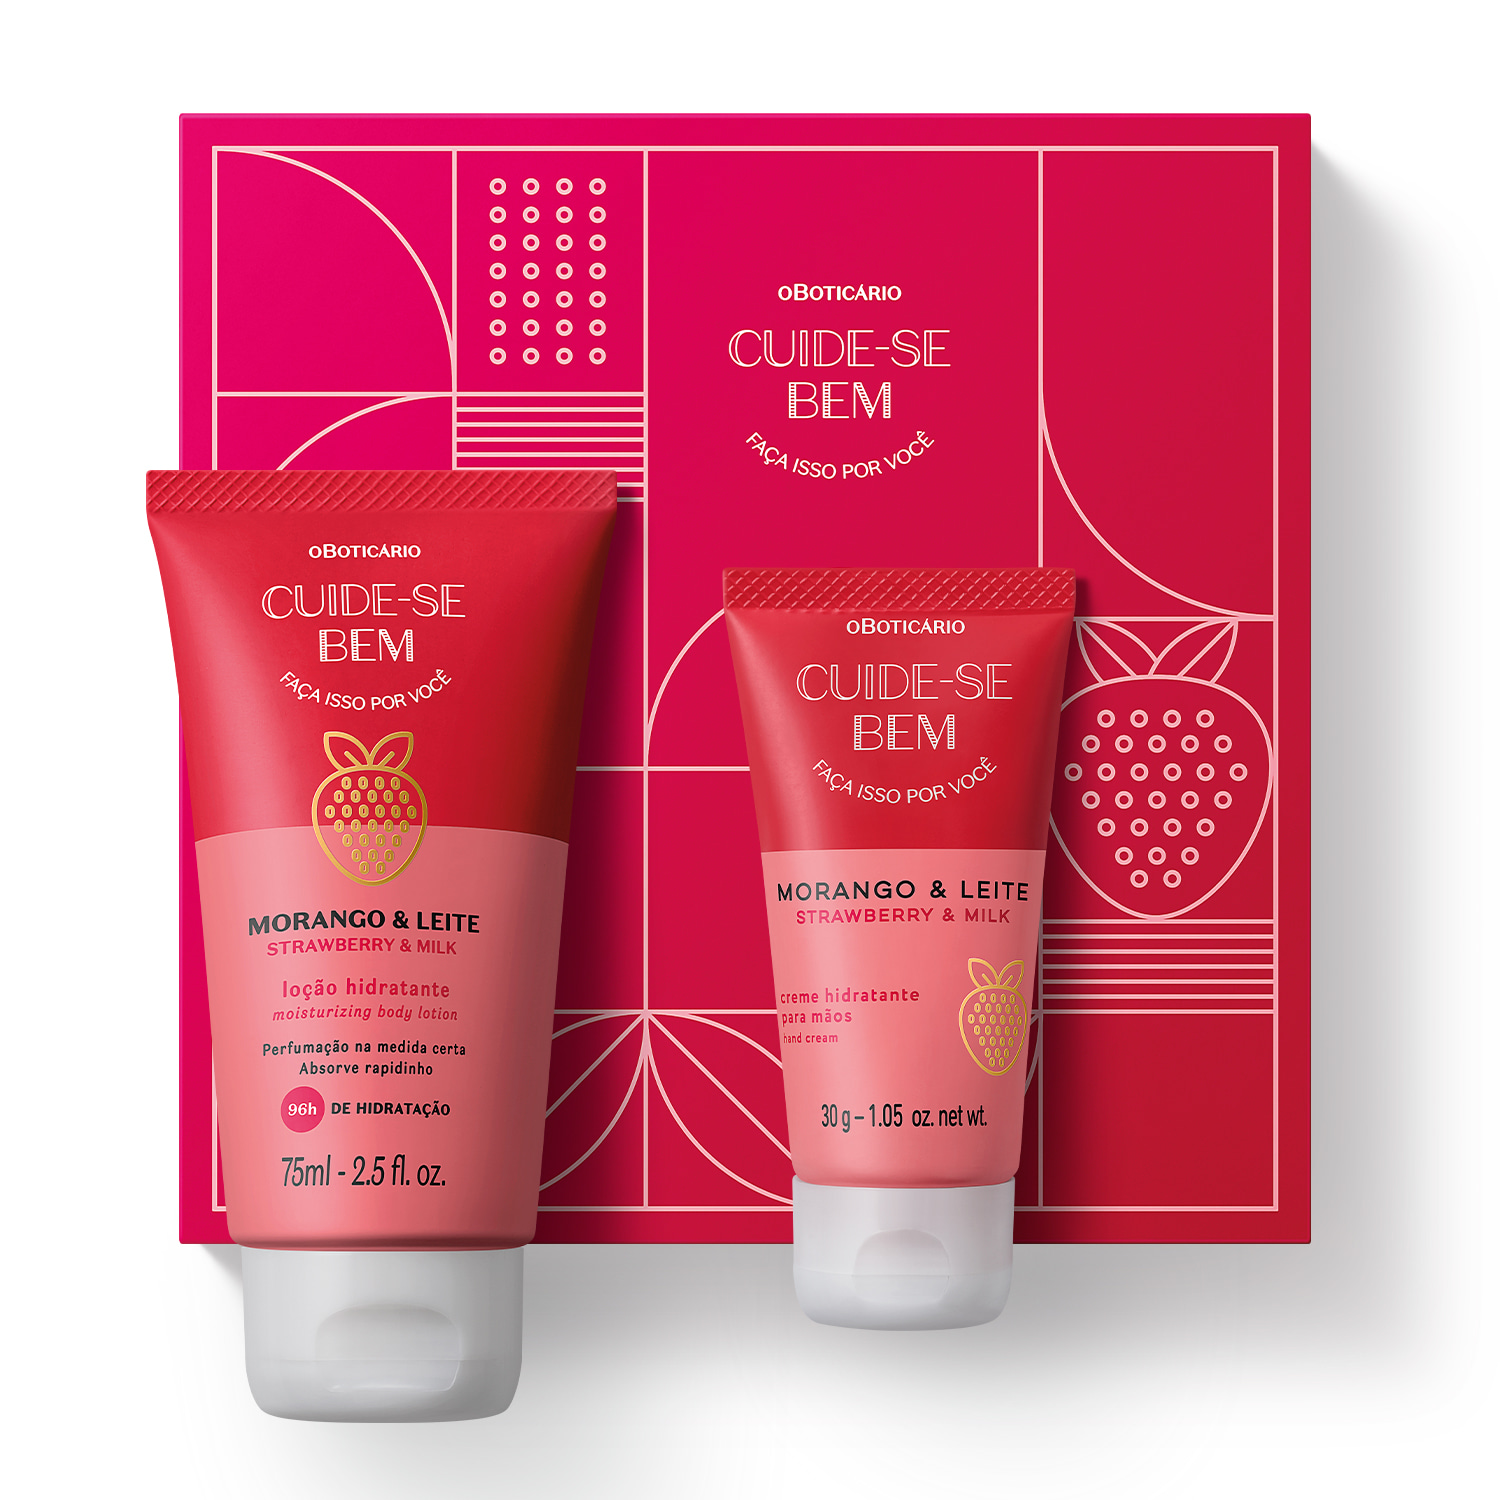 oBOTICÁRIO
CUIDE-SE
BEM
FAÇA ISSO POR VOCÊ
oBOTICÁRIO
CUIDE-SE
BEM
FAÇA ISSO POR VOCÊ
MORANGO & LEITE
STRAWBERRY & MILK
loção hidratante
moisturizing body lotion
Perfumação na medida certa
Absorve rapidinho
96h DE HIDRATAÇÃO
75ml - 2.5 fl. oz.
oBOTICÁRIO
CUIDE-SE
BEM
FAÇA ISSO POR VOCÊ
MORANGO & LEITE
STRAWBERRY & MILK
creme hidratante
para mãos
hand cream
30 g – 1.05 oz. net wt.